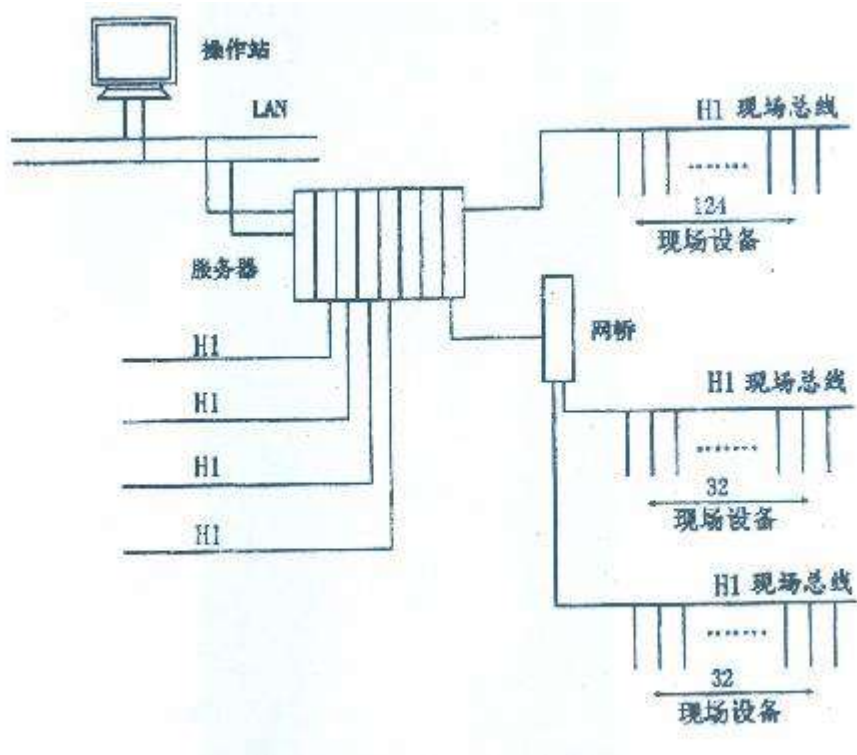 操作站
LAN
H1 现场总线
124
现场设备
服务器
网桥
H1
H1 现场总线
H1
32
现场设备
H1
H1
H1 现场总线
32
现场设备